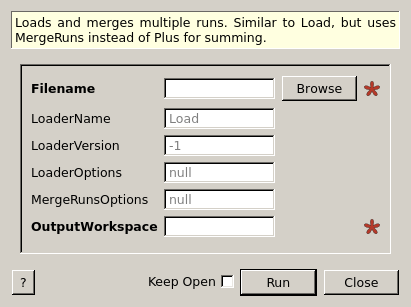 Loads and merges multiple runs. Similar to Load, but uses
MergeRuns instead of Plus for summing.
Filename
Browse
*
LoaderName
Load
LoaderVersion
-1
LoaderOptions
null
MergeRunsOptions
null
OutputWorkspace
*
?
Keep Open
Run
Close